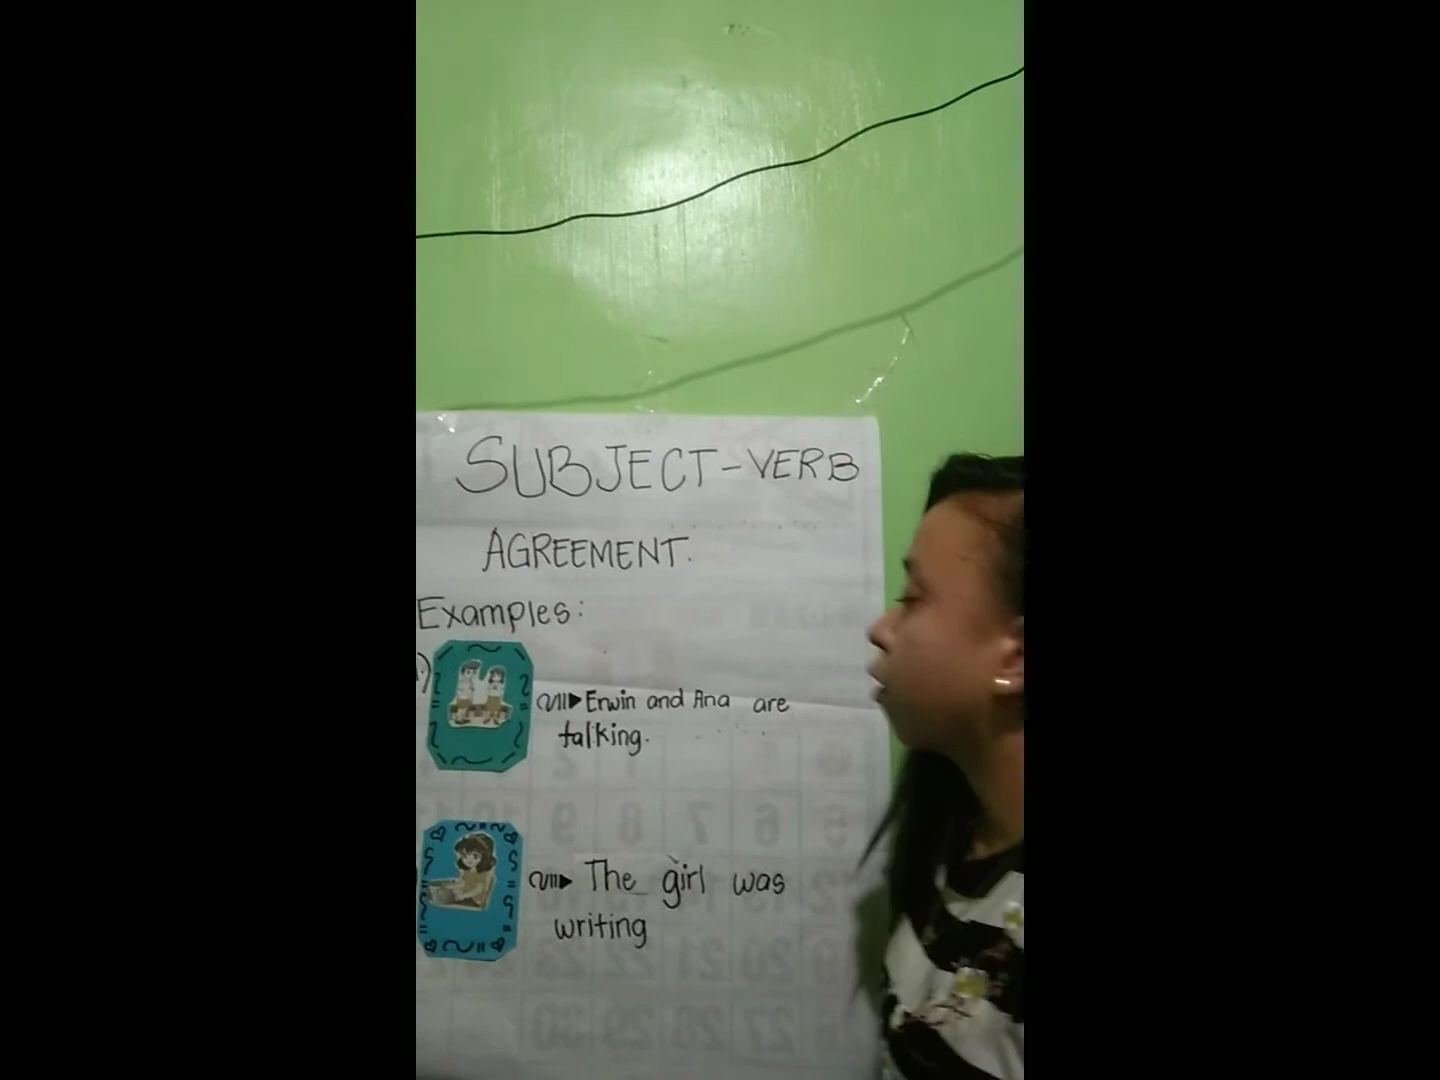 SUBJECT-VERB
AGREEMENT.
Examples:
Erwin and Ana are
talking.
The girl was
writing